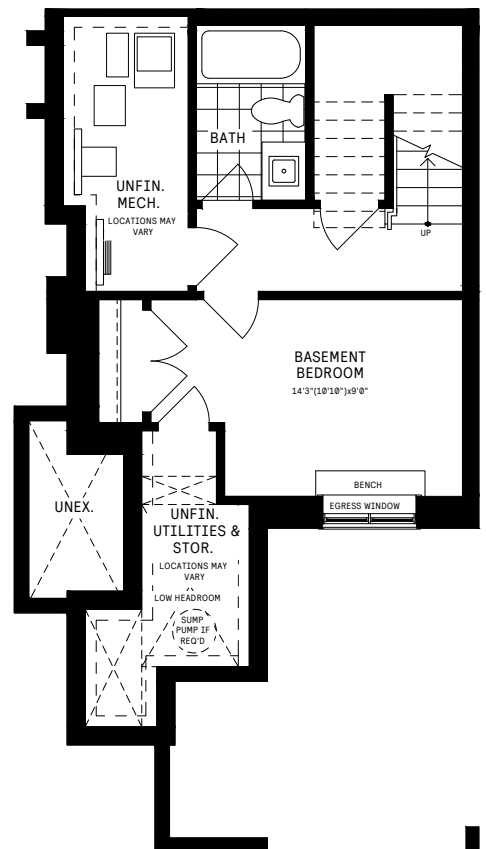 BATH
UNFIN.
MECH.
LOCATIONS MAY
VARY
UP
BASEMENT
BEDROOM
14'3"(10'10")x9'0"
BENCH
EGRESS WINDOW
UNEX.
UNFIN.
UTILITIES &
STOR.
LOCATIONS MAY
VARY
LOW HEADROOM
SUMP
PUMP IF
REQ'D